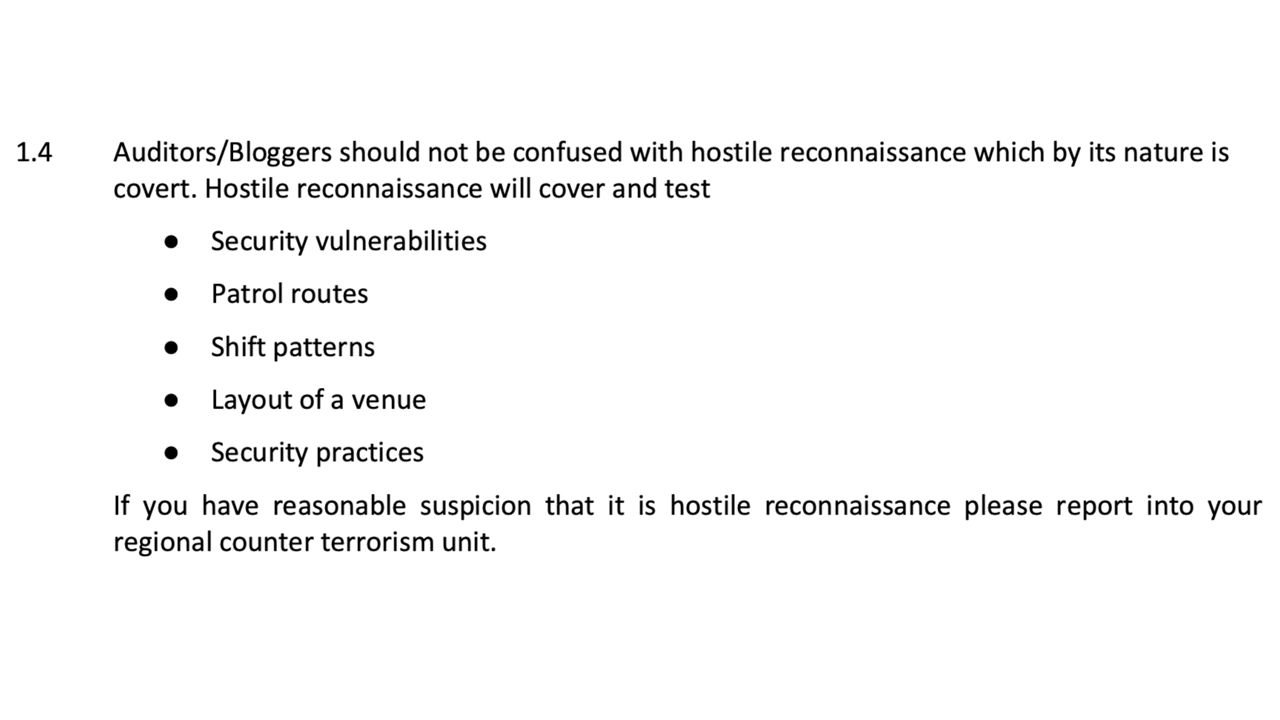 1.4 Auditors/Bloggers should not be confused with hostile reconnaissance which by its nature is
covert. Hostile reconnaissance will cover and test
● Security vulnerabilities
● Patrol routes
● Shift patterns
● Layout of a venue
● Security practices
If you have reasonable suspicion that it is hostile reconnaissance please report into your
regional counter terrorism unit.